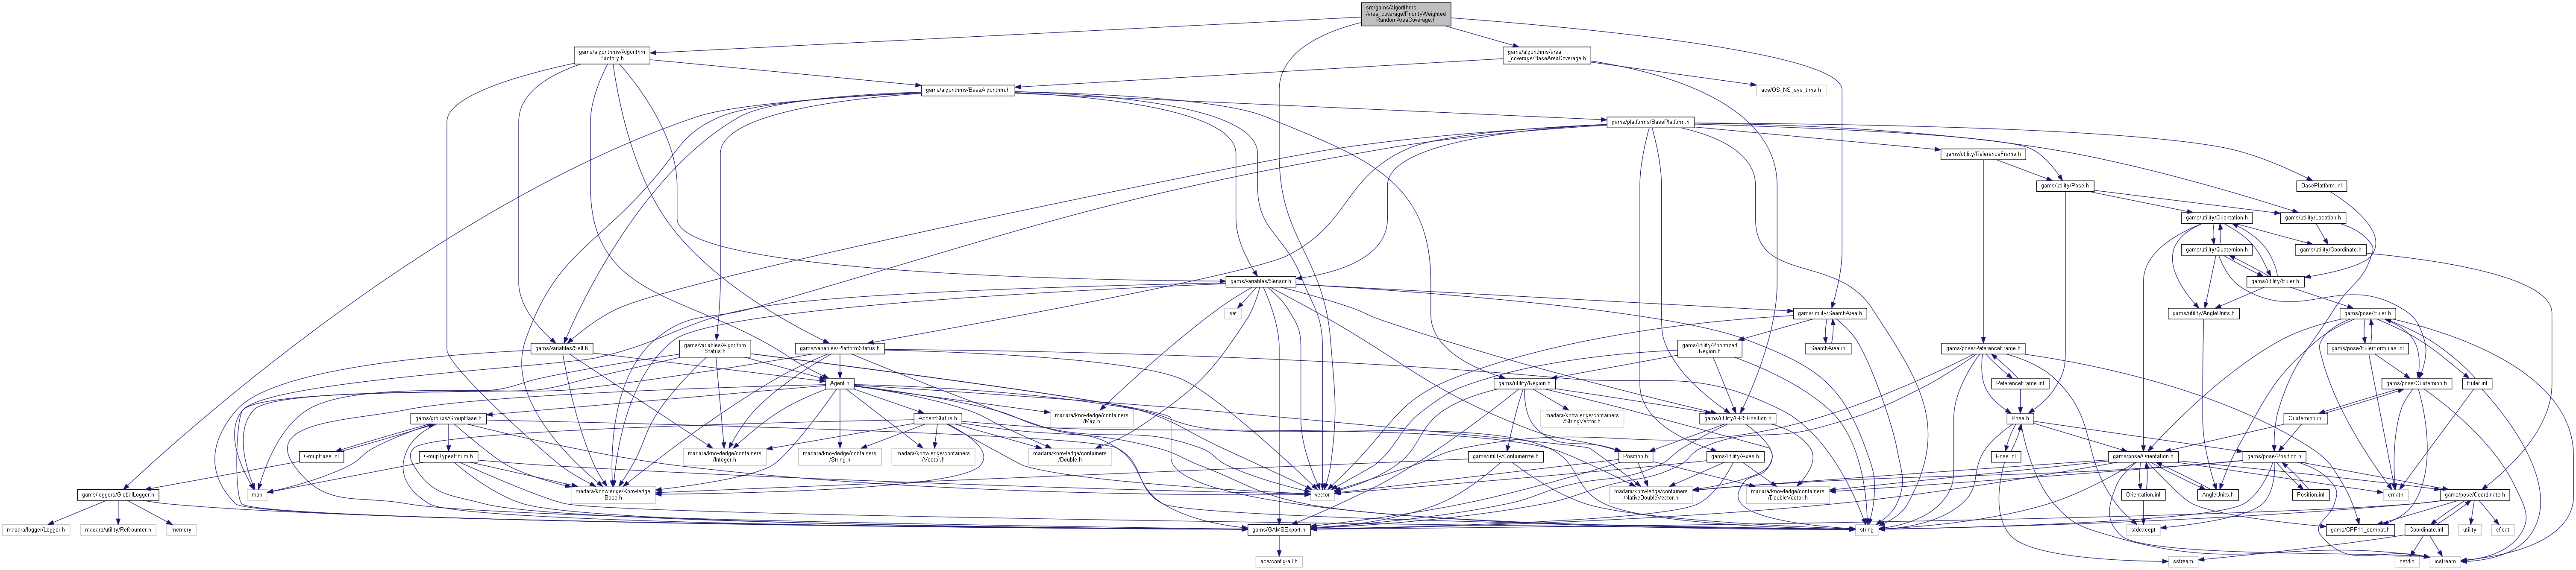 src/gams/algorithms
/area_coverage/PriorityWeighted
RandomAreaCoverage.h
gams/algorithms/Algorithm
Factory.h
gams/algorithms/area
_coverage/BaseAreaCoverage.h
gams/algorithms/BaseAlgorithm.h
ace/OS_NS_sys_time.h
gams/platforms/BasePlatform.h
gams/utility/ReferenceFrame.h
gams/utility/Pose.h
BasePlatform.inl
gams/utility/Orientation.h
gams/utility/Location.h
gams/utility/Quaternion.h
gams/utility/Coordinate.h
gams/variables/Sensor.h
gams/utility/Euler.h
set
gams/utility/SearchArea.h
gams/utility/AngleUnits.h
gams/pose/Euler.h
gams/variables/Self.h
gams/variables/Algorithm
Status.h
gams/variables/PlatformStatus.h
gams/utility/Prioritized
Region.h
SearchArea.inl
gams/pose/ReferenceFrame.h
gams/pose/EulerFormulas.inl
Agent.h
gams/utility/Region.h
ReferenceFrame.inl
gams/pose/Quaternion.h
Euler.inl
gams/groups/GroupBase.h
AccentStatus.h
madara/knowledge/containers
/Map.h
madara/knowledge/containers
/StringVector.h
gams/utility/GPSPosition.h
Pose.h
Quaternion.inl
GroupBase.inl
GroupTypesEnum.h
madara/knowledge/containers
/Integer.h
madara/knowledge/containers
/String.h
madara/knowledge/containers
/Vector.h
madara/knowledge/containers
/Double.h
gams/utility/Containerize.h
Position.h
gams/utility/Axes.h
Pose.inl
gams/pose/Orientation.h
gams/pose/Position.h
gams/loggers/GlobalLogger.h
map
madara/knowledge/Knowledge
Base.h
vector
madara/knowledge/containers
/NativeDoubleVector.h
madara/knowledge/containers
/DoubleVector.h
Orientation.inl
AngleUnits.h
Position.inl
cmath
gams/pose/Coordinate.h
madara/logger/Logger.h
madara/utility/Refcounter.h
memory
gams/GAMSExport.h
string
stdexcept
gams/CPP11_compat.h
Coordinate.inl
utility
cfloat
ace/config-all.h
sstream
cstdio
iostream